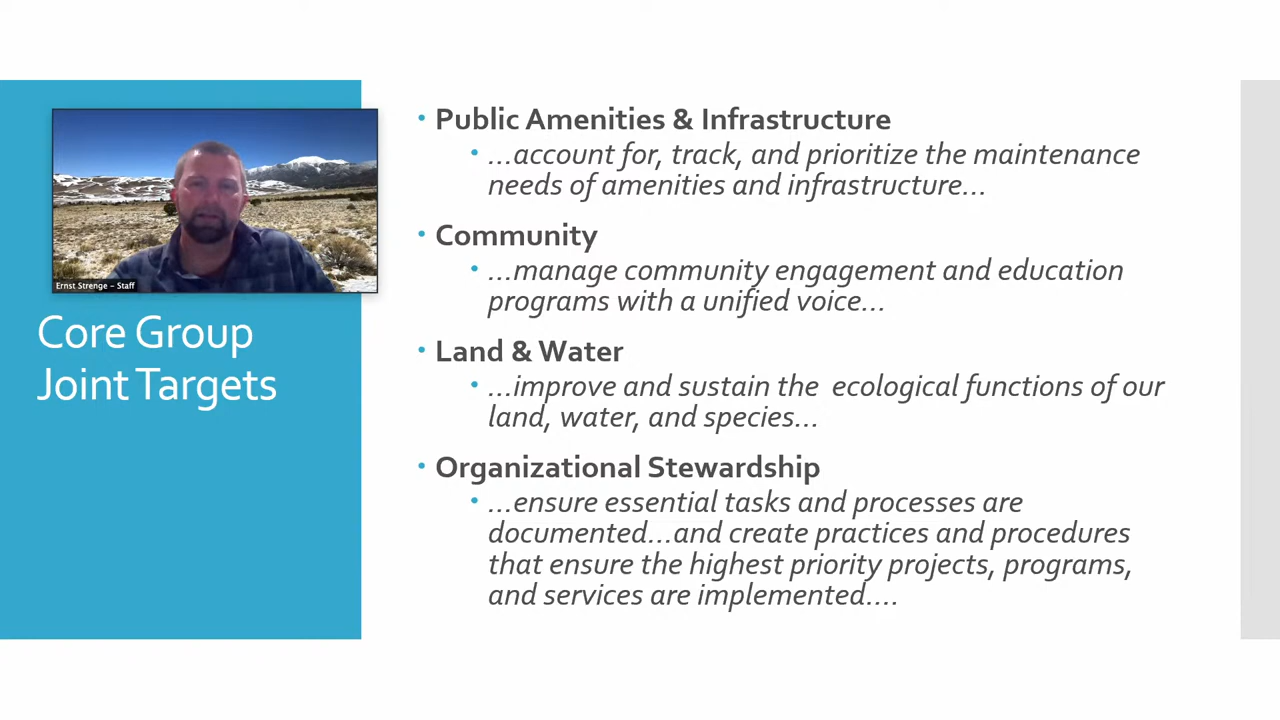 Ernst Strenge – Staff
Core Group
Joint Targets
• Public Amenities & Infrastructure
• …account for, track, and prioritize the maintenance
needs of amenities and infrastructure…
• Community
• …manage community engagement and education
programs with a unified voice…
• Land & Water
• …improve and sustain the ecological functions of our
land, water, and species…
• Organizational Stewardship
• …ensure essential tasks and processes are
documented…and create practices and procedures
that ensure the highest priority projects, programs,
and services are implemented….